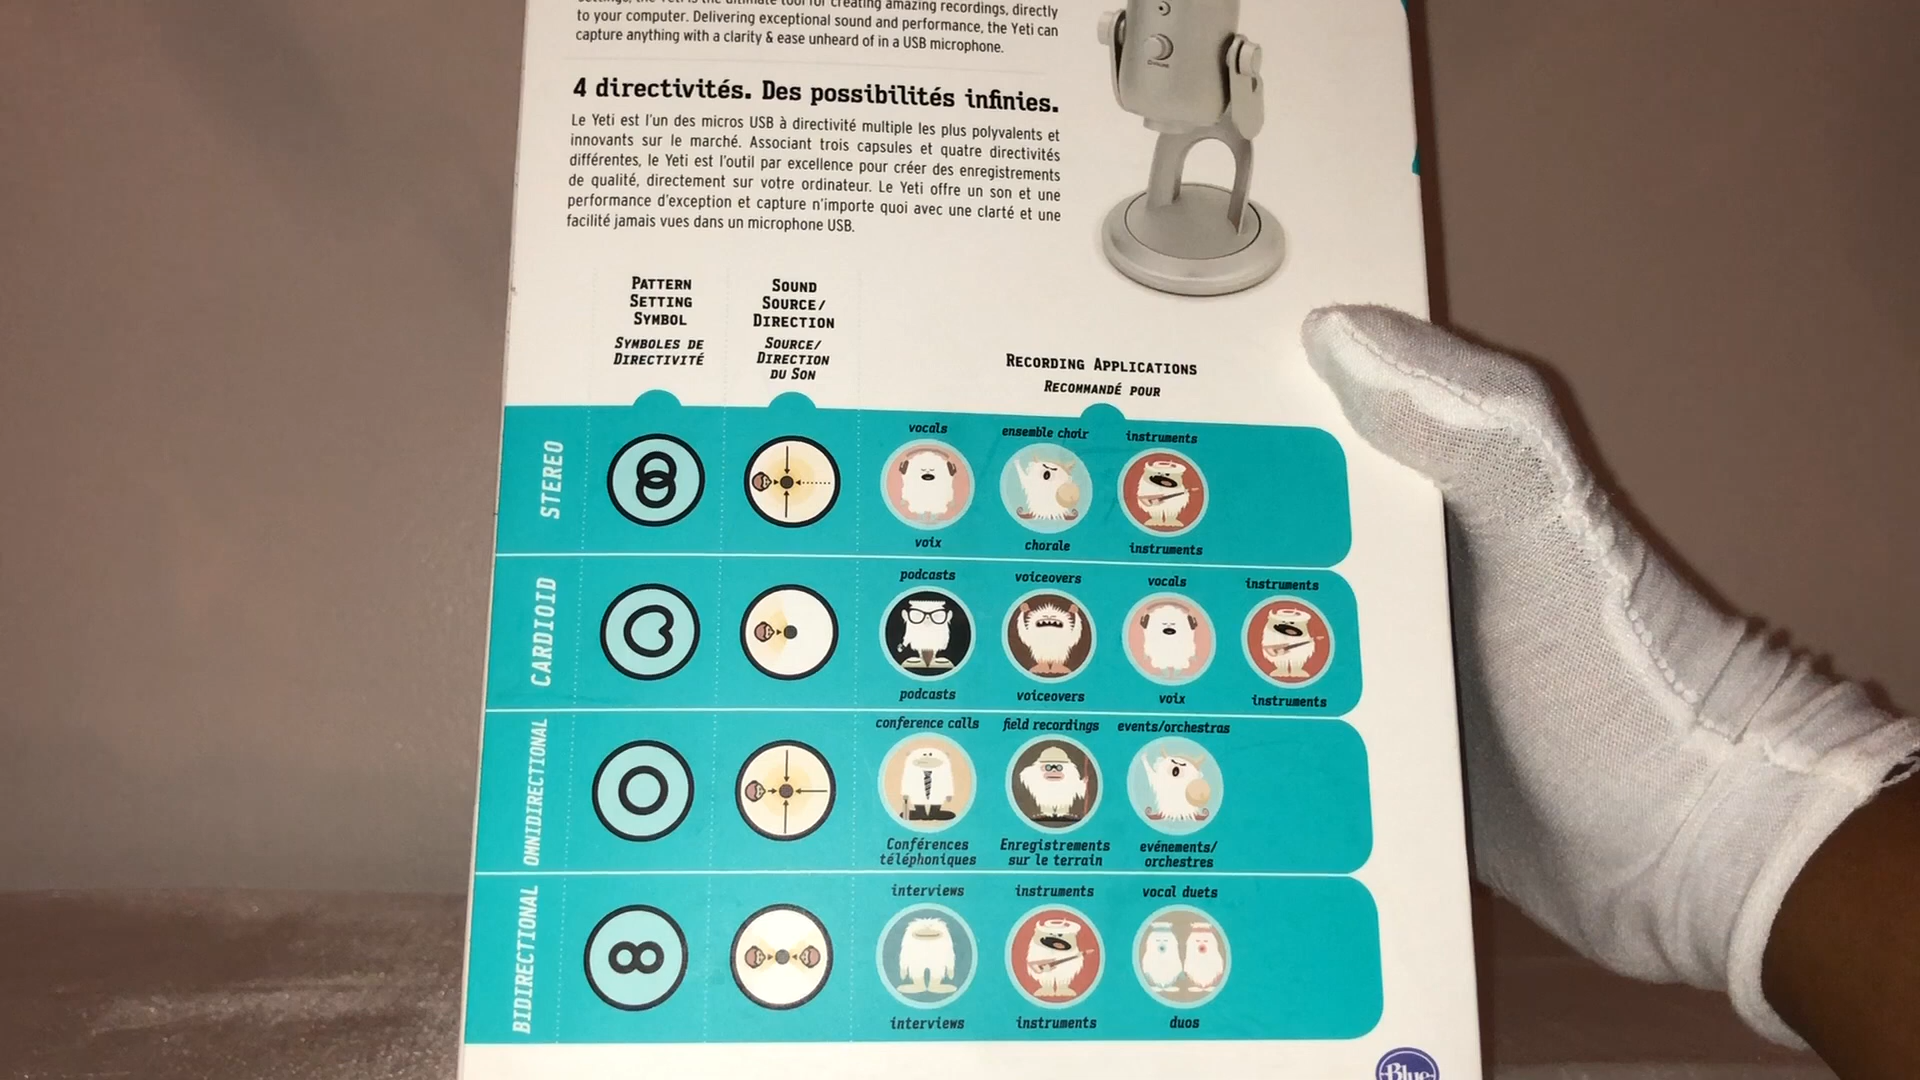 creating amazing recordings, directly
to your computer. Delivering exceptional sound and performance, the Yeti can
capture anything with a clarity & ease unheard of in a USB microphone.
4 directivités. Des possibilités infinies.
Le Yeti est l'un des micros USB à directivité multiple les plus polyvalents et
innovants sur le marché. Associant trois capsules et quatre directivités
différentes, le Yeti est l'outil par excellence pour créer des enregistrements
de qualité, directement sur votre ordinateur. Le Yeti offre un son et une
performance d'exception et capture n'importe quoi avec une clarté et une
facilité jamais vues dans un microphone USB.
PATTERN
SETTING
SYMBOL
SYMBOLES DE
DIRECTIVITÉ
SOUND
SOURCE/
DIRECTION
SOURCE/
DIRECTION
DU SON
RECORDING APPLICATIONS
RECOMMANDÉ POUR
STEREO
vocals
ensemble choir
instruments
voix
chorale
instruments
CARDIOID
podcasts
voiceovers
vocals
instruments
podcasts
voiceovers
voix
instruments
OMNIDIRECTIONAL
conference calls
field recordings
events/orchestras
Conférences
téléphoniques
Enregistrements
sur le terrain
evénements/
orchestres
BIDIRECTIONAL
interviews
instruments
vocal duets
interviews
instruments
duos
Blue